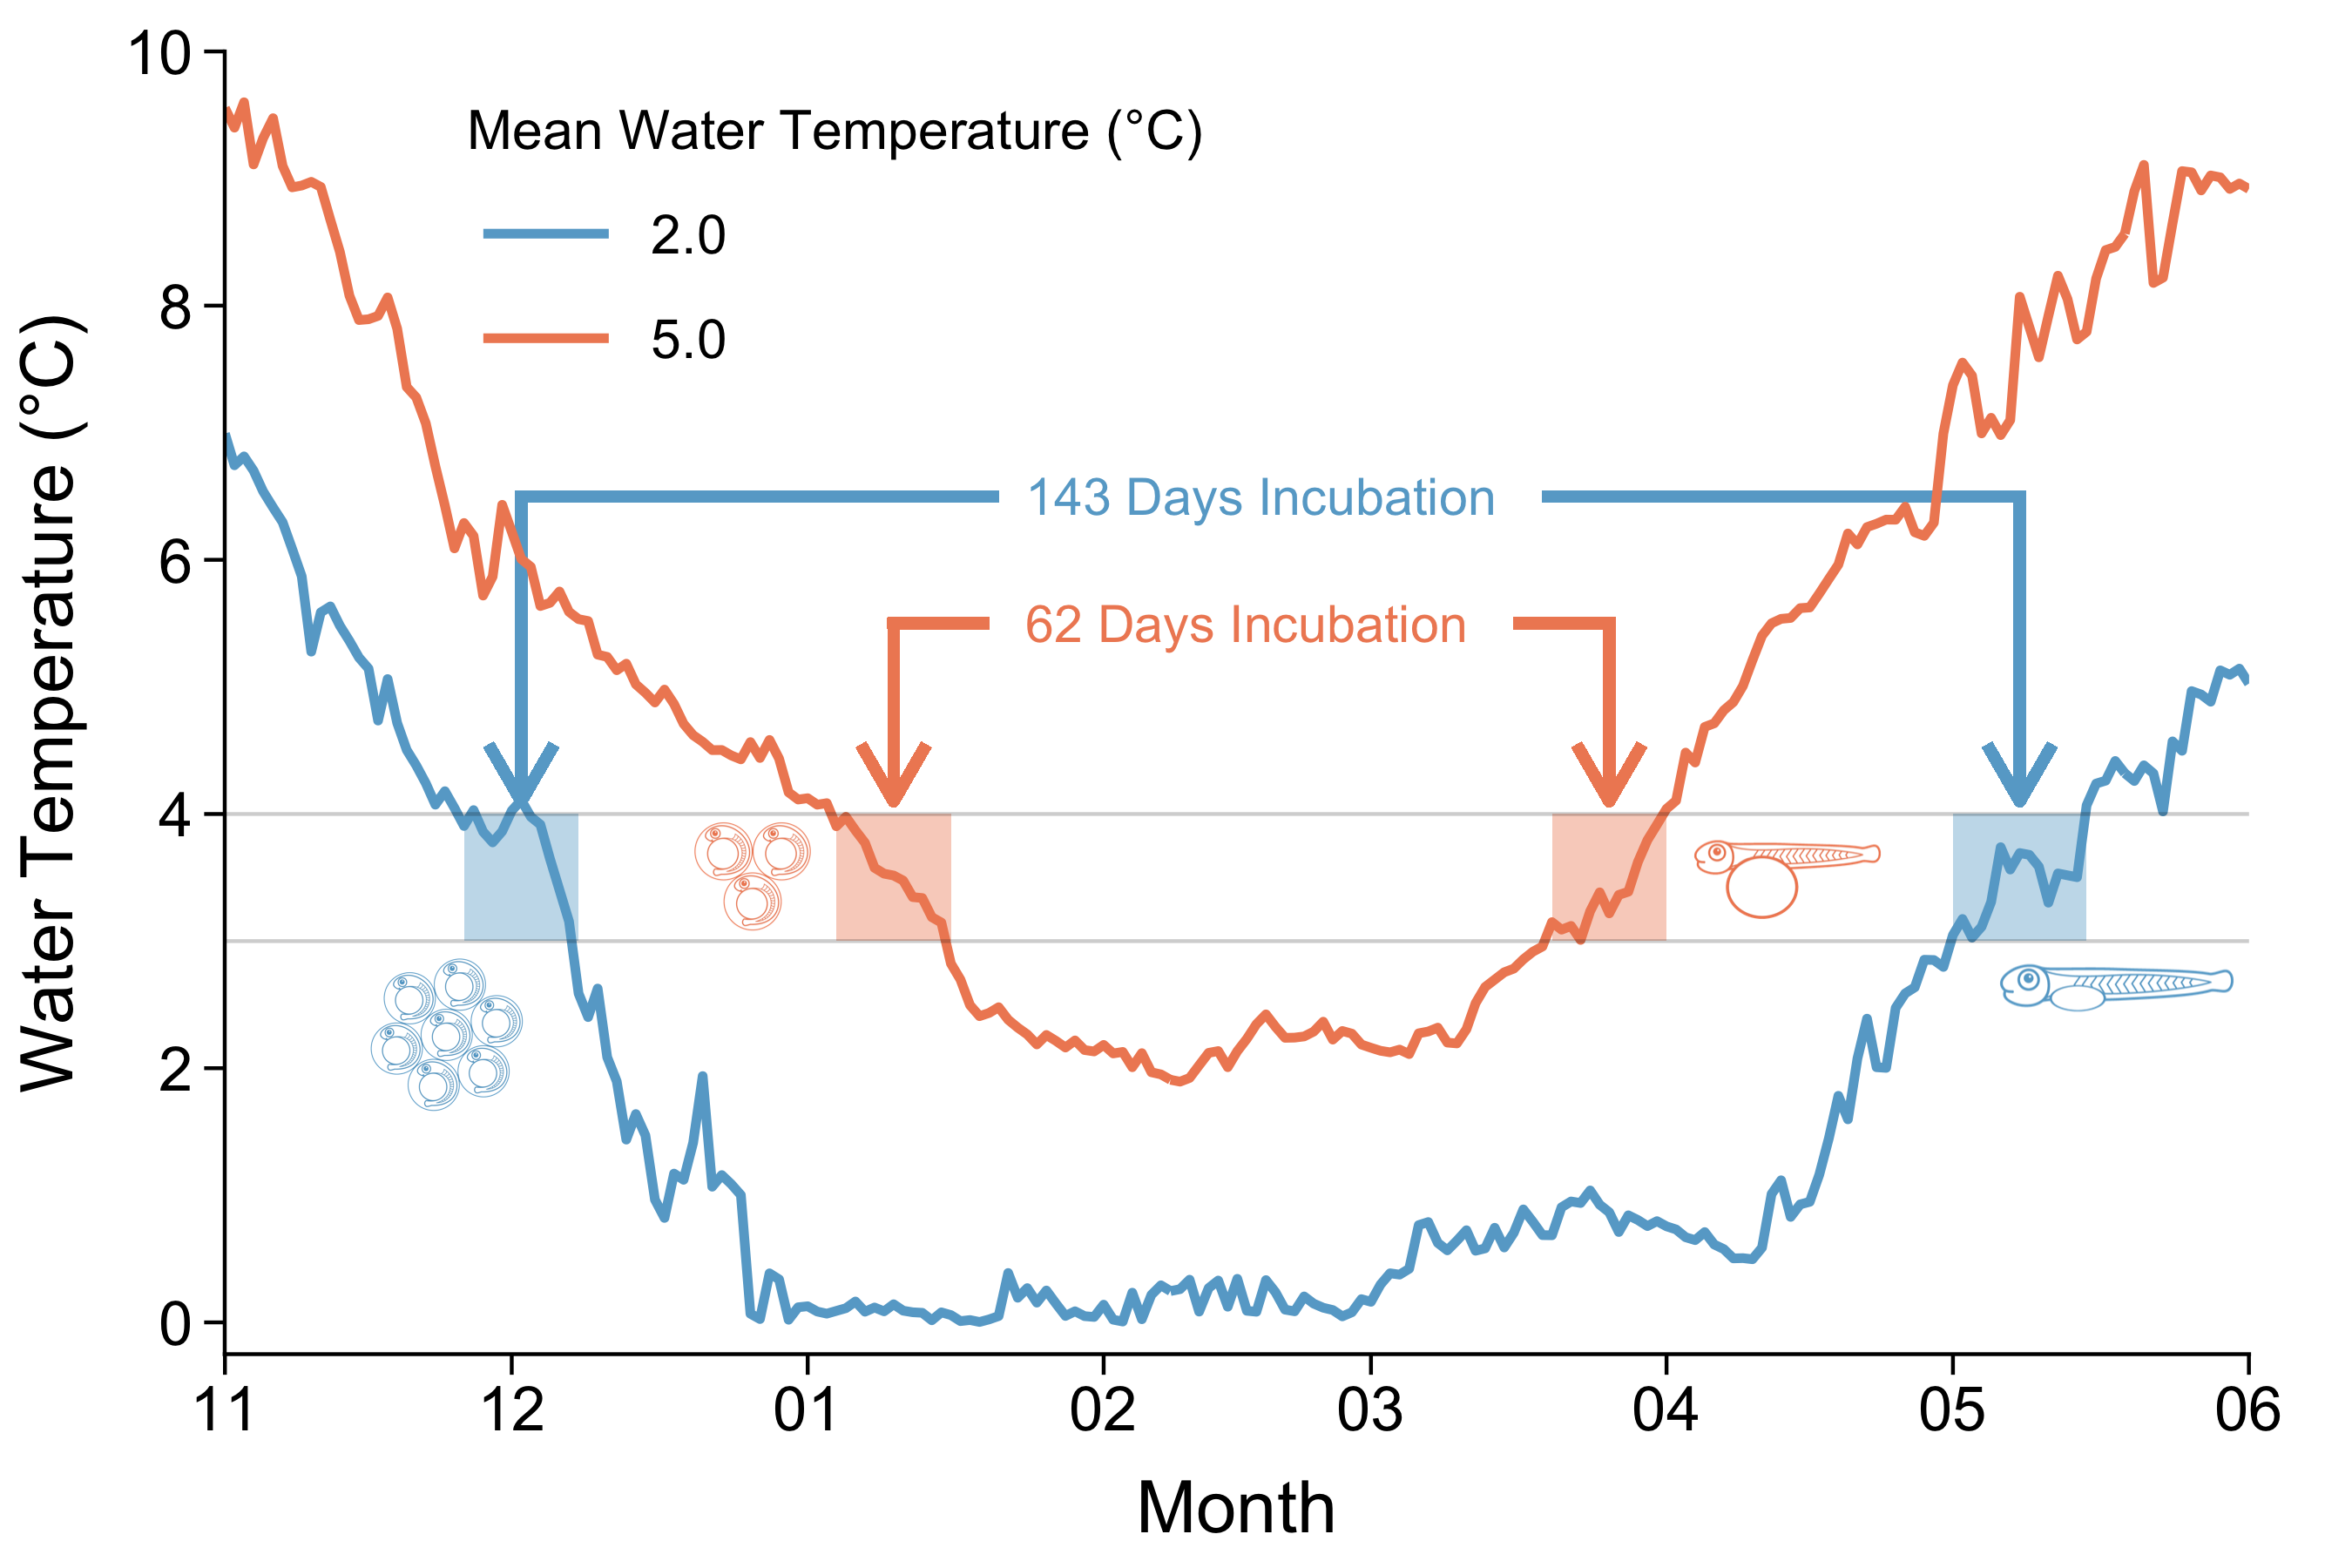 10
8
6
4
2
0
Water Temperature (°C)
Mean Water Temperature (°C)
2.0
5.0
143 Days Incubation
62 Days Incubation
11 12 01 02 03 04 05 06
Month